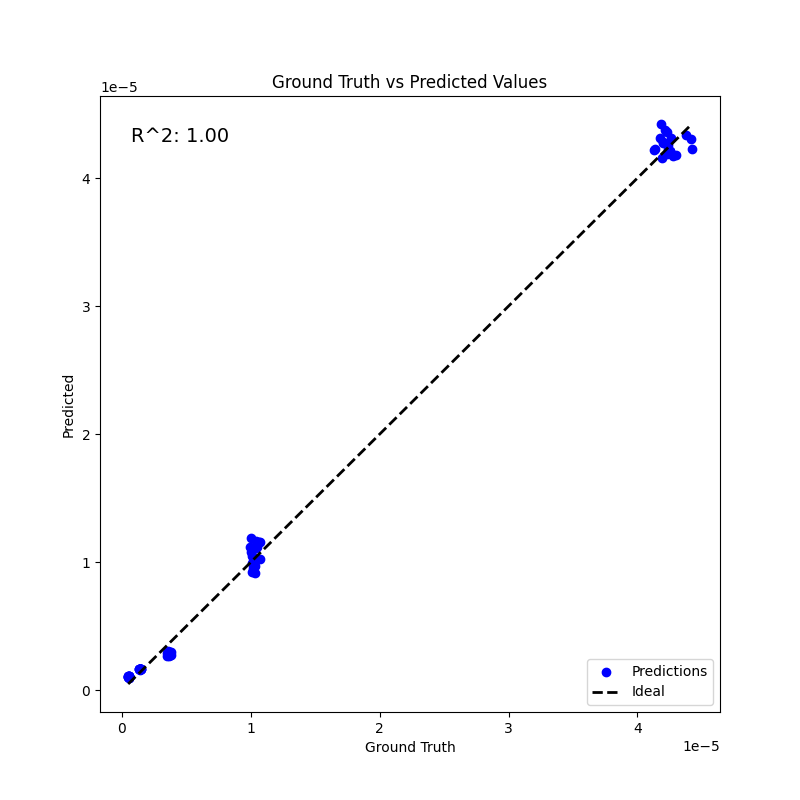 Ground Truth vs Predicted Values
1e−5
R^2: 1.00
4
3
2
1
0
Predicted
Predictions
Ideal
0 1 2 3 4
1e−5
Ground Truth